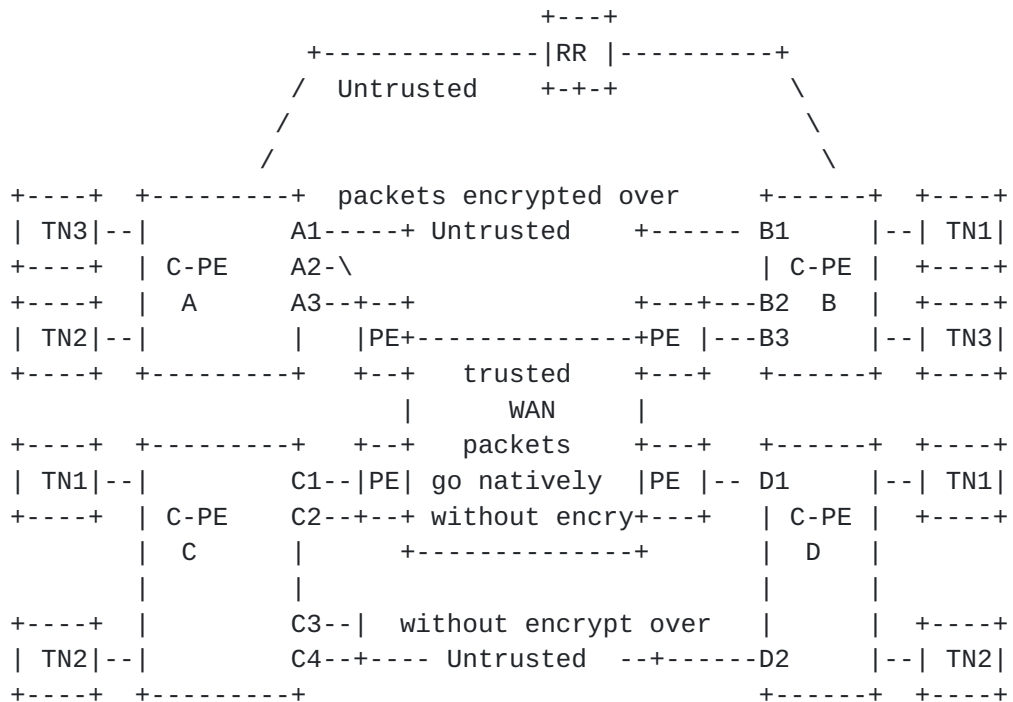 +---+
                    +--------------|RR |----------+
                   /  Untrusted    +-+-+           \
                  /                                 \
                 /                                   \
+----+  +---------+  packets encrypted over     +------+  +----+
| TN3|--|         A1-----+ Untrusted    +------ B1     |--| TN1|
+----+  | C-PE    A2-\                          | C-PE |  +----+
+----+  |  A      A3--+--+              +---+---B2  B  |  +----+
| TN2|--|         |   |PE+--------------+PE |---B3     |--| TN3|
+----+  +---------+   +--+   trusted    +---+   +------+  +----+
                         |      WAN     |
+----+  +---------+   +--+   packets    +---+   +------+  +----+
| TN1|--|         C1--|PE| go natively  |PE |-- D1     |--| TN1|
+----+  | C-PE    C2--+--+ without encry+---+   | C-PE |  +----+
        |  C      |      +--------------+       |  D   |
        |         |                             |      |
+----+  |         C3--|  without encrypt over   |      |  +----+
| TN2|--|         C4--+---- Untrusted  --+------D2     |--| TN2|
+----+  +---------+                             +------+  +----+